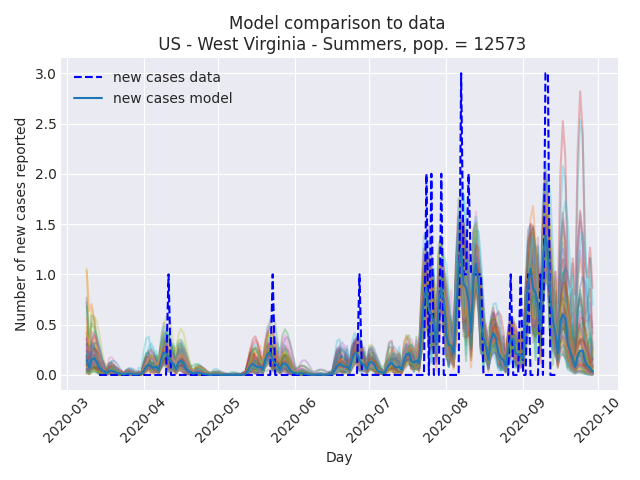 Model comparison to data
US - West Virginia - Summers, pop. = 12573
new cases data
new cases model
Number of new cases reported
3.0
2.5
2.0
1.5
1.0
0.5
0.0
2020-03
2020-04
2020-05
2020-06
2020-07
2020-08
2020-09
2020-10
Day